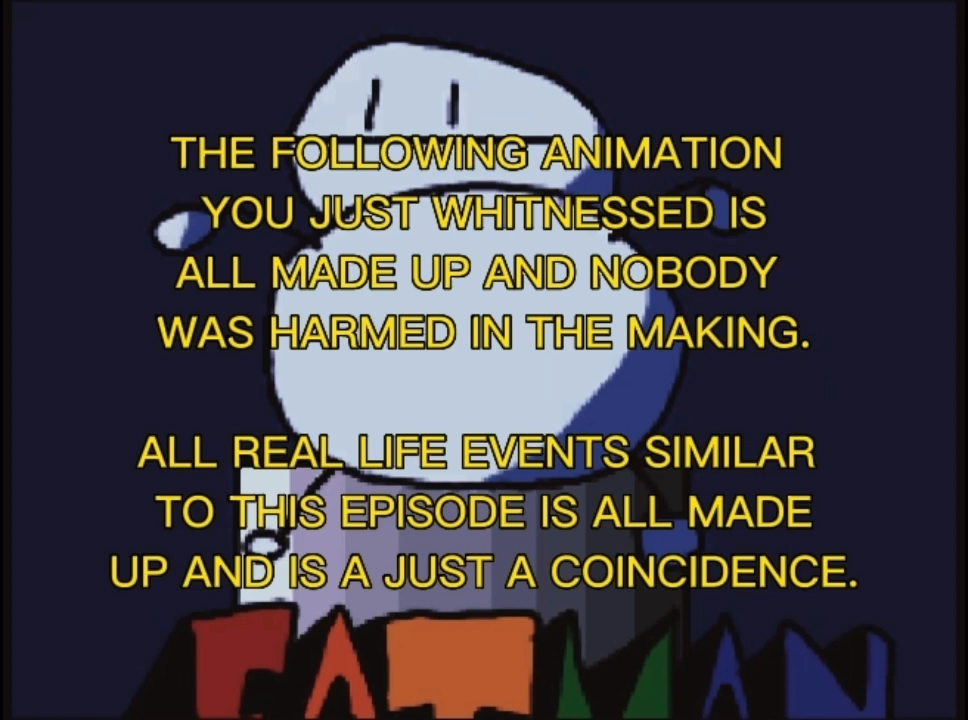 THE FOLLOWING ANIMATION
YOU JUST WHITNESSED IS
ALL MADE UP AND NOBODY
WAS HARMED IN THE MAKING.
ALL REAL LIFE EVENTS SIMILAR
TO THIS EPISODE IS ALL MADE
UP AND IS A JUST A COINCIDENCE.
FATMAN